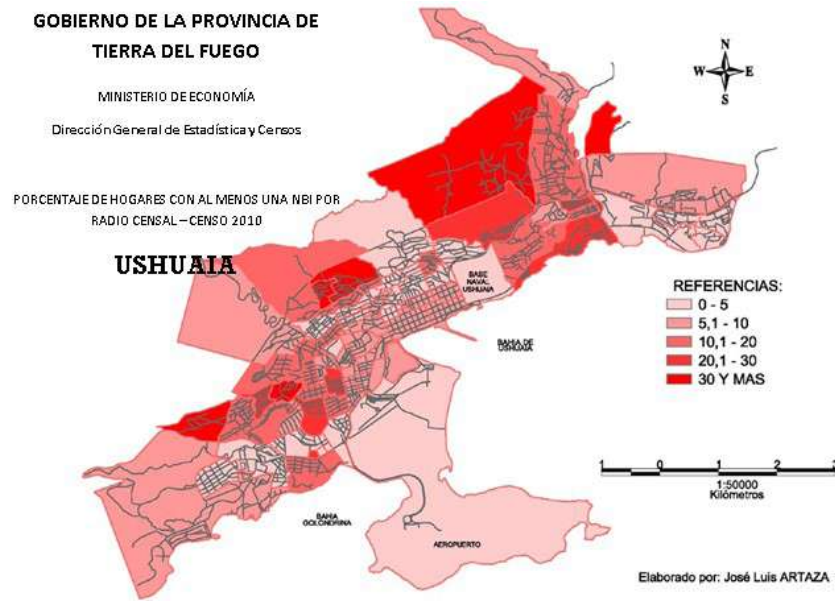 GOBIERNO DE LA PROVINCIA DE
TIERRA DEL FUEGO
MINISTERIO DE ECONOMÍA
Dirección General de Estadística y Censos
PORCENTAJE DE HOGARES CON AL MENOS UNA NBI POR
RADIO CENSAL – CENSO 2010
USHUAIA
N
W E
S
BASE
NAVAL
USHUAIA
BAHIA DE
USHUAIA
REFERENCIAS:
0 - 5
5,1 - 10
10,1 - 20
20,1 - 30
30 Y MAS
1 0 1 2
1:50000
Kilómetros
BAHIA
GOLONDRINA
AEROPUERTO
Elaborado por: José Luis ARTAZA